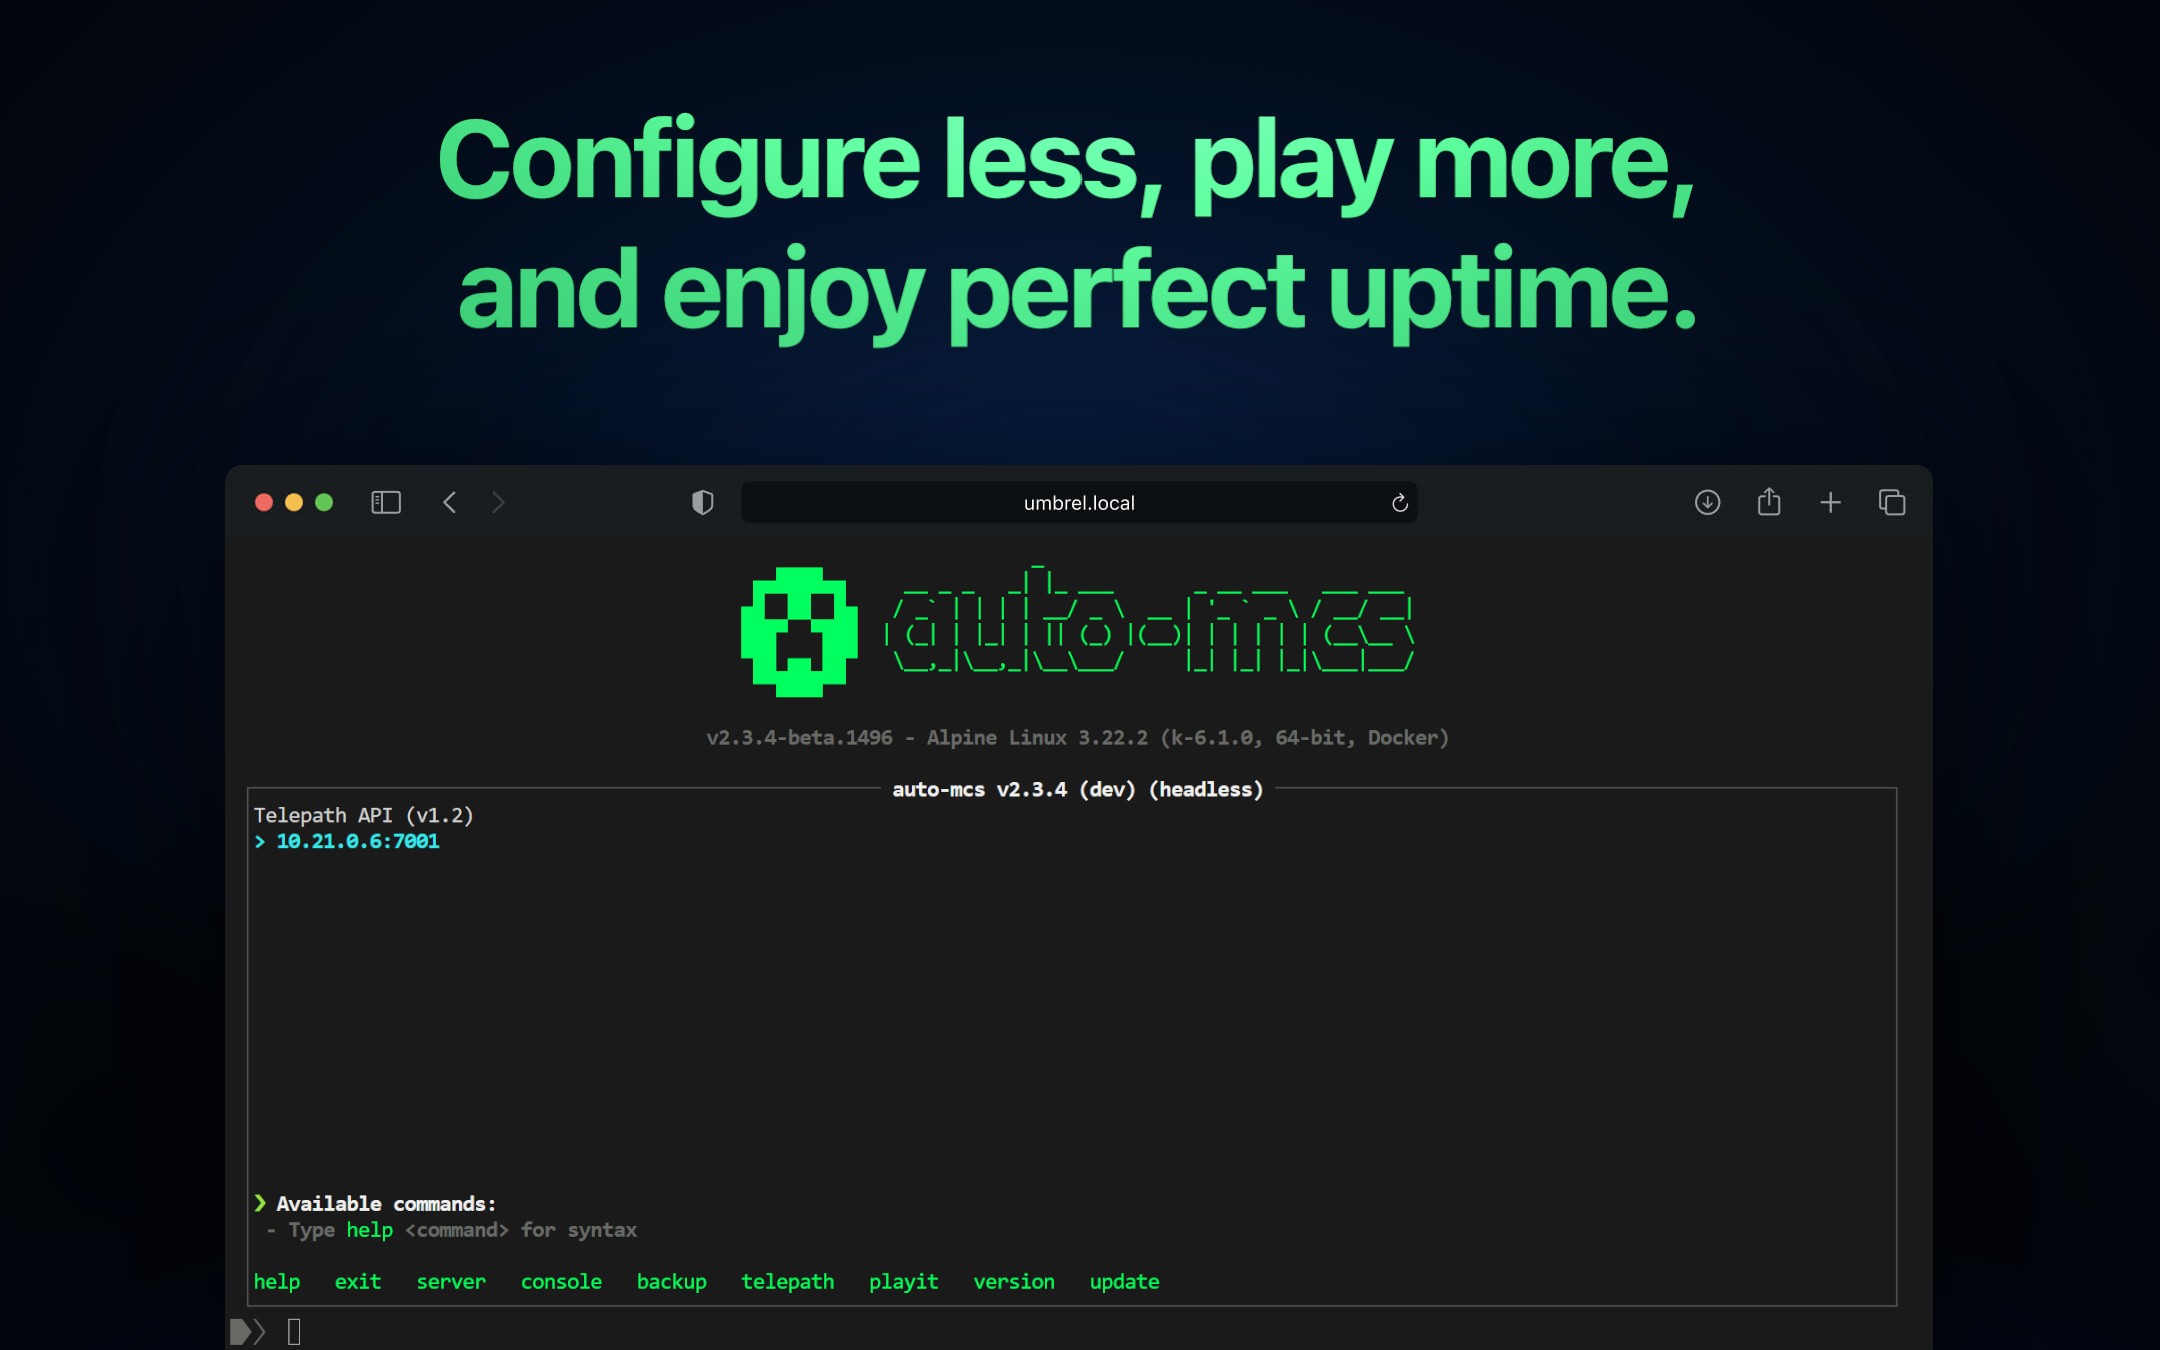 Configure less, play more,
and enjoy perfect uptime.
umbrel.local
auto-mcs
v2.3.4-beta.1496 - Alpine Linux 3.22.2 (k-6.1.0, 64-bit, Docker)
auto-mcs v2.3.4 (dev) (headless)
Telepath API (v1.2)
> 10.21.0.6:7001
❯ Available commands:
- Type help <command> for syntax
help exit server console backup telepath playit version update